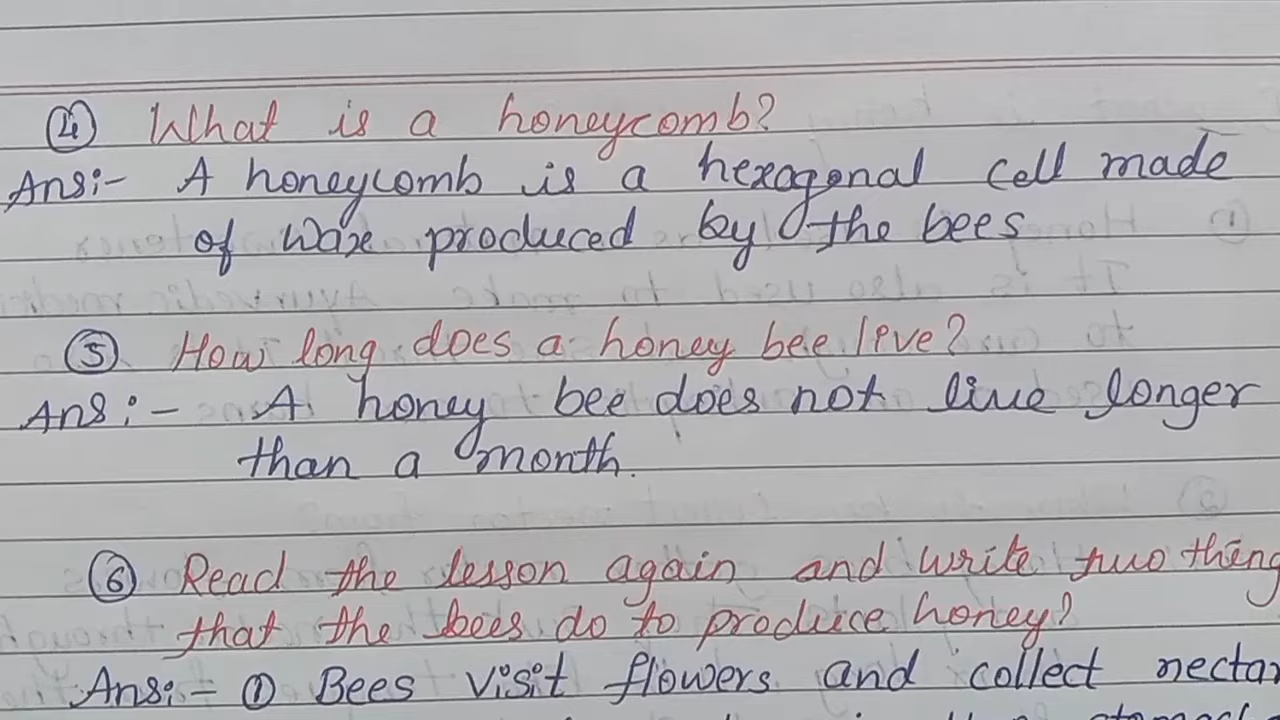 ④ What is a honeycomb?
Ans:- A honeycomb is a hexagonal cell made
of wax produced by the bees
⑤ How long does a honey bee live?
Ans:- A honey bee does not live longer
than a month.
⑥ Read the lesson again and write two thing
that the bees do to produce honey?
Ans:- ① Bees visit flowers and collect nectar